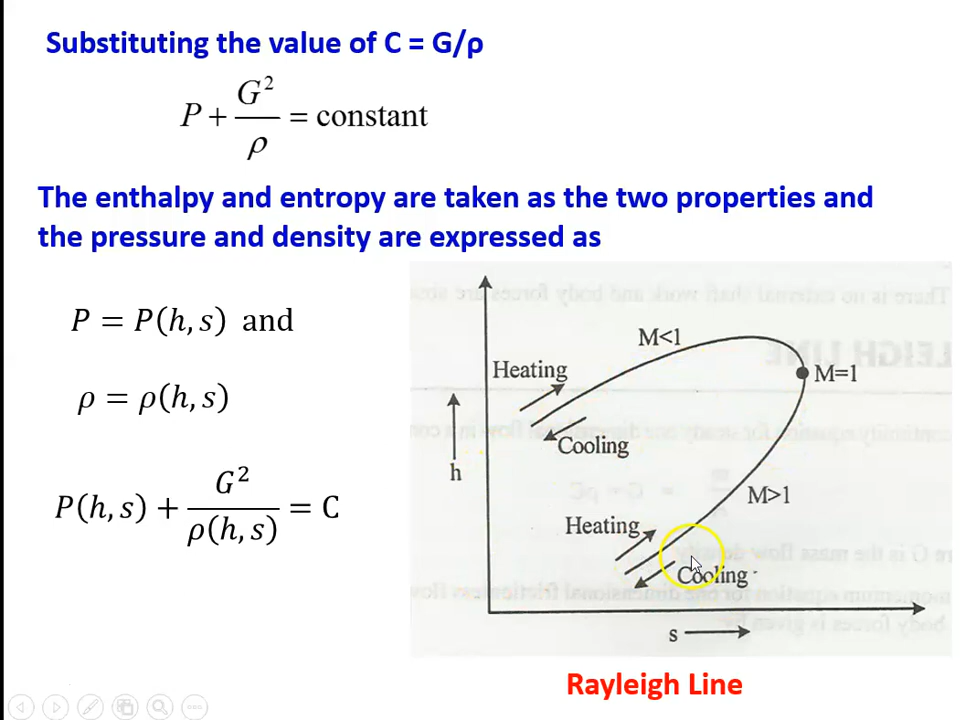 Substituting the value of C = G/ρ
P + G²/ρ = constant
The enthalpy and entropy are taken as the two properties and
the pressure and density are expressed as
P = P(h, s) and
ρ = ρ(h, s)
P(h, s) + G²/ρ(h, s) = C
M<1
Heating
M=1
Cooling
h
M>1
Heating
Cooling
s
Rayleigh Line